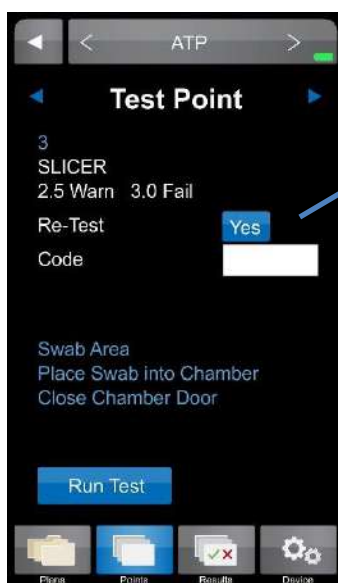 ATP
Test Point
3
SLICER
2.5 Warn 3.0 Fail
Re-Test Yes
Code
Swab Area
Place Swab into Chamber
Close Chamber Door
Run Test
Plans Points Results Device